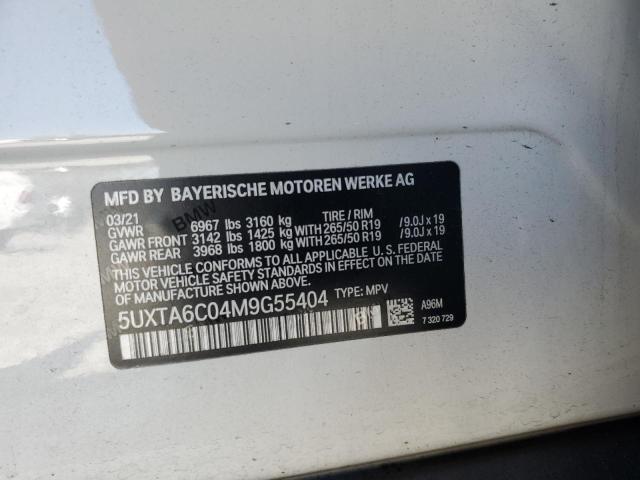 MFD BY BAYERISCHE MOTOREN WERKE AG
03/21 TIRE / RIM
GVWR 6967 lbs 3160 kg
GAWR FRONT 3142 lbs 1425 kg WITH 265/50 R19 /9.0J x 19
GAWR REAR 3968 lbs 1800 kg WITH 265/50 R19 /9.0J x 19
THIS VEHICLE CONFORMS TO ALL APPLICABLE U.S. FEDERAL
MOTOR VEHICLE SAFETY STANDARDS IN EFFECT ON THE DATE OF
MANUFACTURE SHOWN ABOVE.
5UXTA6C04M9G55404 TYPE: MPV
A96M
7 320 729
BMW